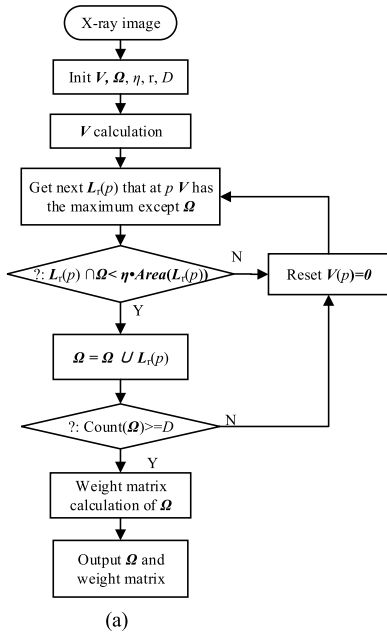 X-ray image
Init V, Ω, η, r, D
V calculation
Get next Lr(p) that at p V has
the maximum except Ω
?: Lr(p) ∩Ω< η•Area(Lr(p))
N
Reset V(p)=0
Y
Ω = Ω ∪ Lr(p)
?: Count(Ω)>=D
N
Y
Weight matrix
calculation of Ω
Output Ω and
weight matrix
(a)